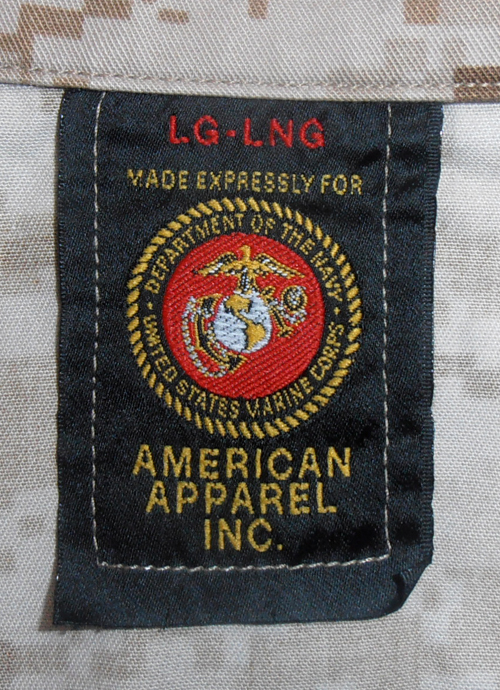 LG-LNG
MADE EXPRESSLY FOR
DEPARTMENT OF THE NAVY
UNITED STATES MARINE CORPS
AMERICAN
APPAREL
INC.